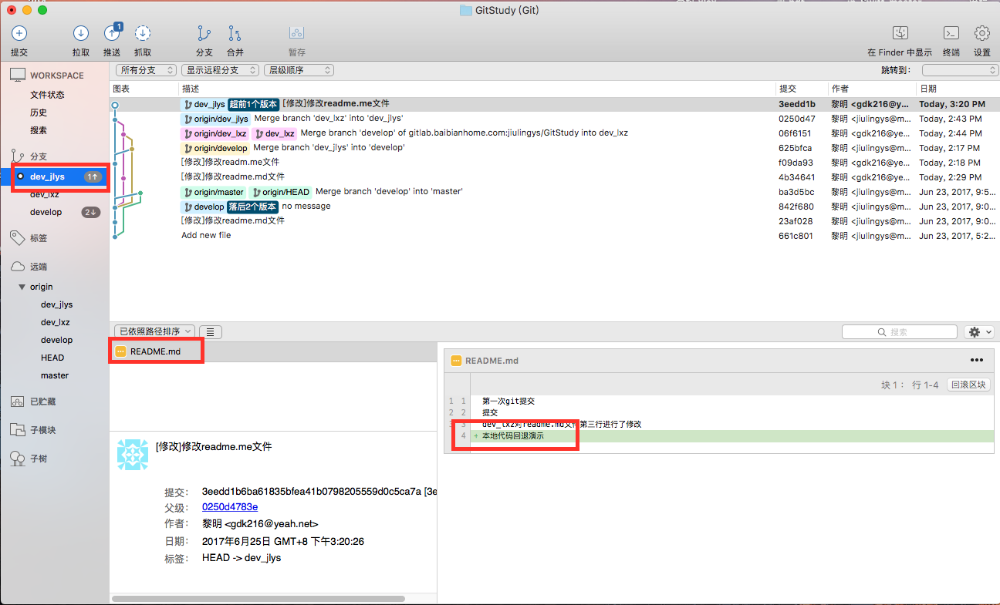 GitStudy (Git)
1
提交 拉取 推送 抓取 分支 合并 暂存 在 Finder 中显示 终端 设置
所有分支 显示远程分支 层级顺序 跳转到：
WORKSPACE
文件状态
历史
搜索
分支
dev_jlys 1↑
dev_lxz
develop 2↓
标签
远端
origin
dev_jlys
dev_lxz
develop
HEAD
master
已贮藏
子模块
子树
图表 描述 提交 作者 日期
dev_jlys 超前1个版本 [修改]修改readme.me文件 3eedd1b 黎明 <gdk216@y... Today, 3:20 PM
origin/dev_jlys Merge branch 'dev_lxz' into 'dev_jlys' 0250d47 黎明 <jiulingys@m... Today, 2:43 PM
origin/dev_lxz dev_lxz Merge branch 'develop' of gitlab.baibianhome.com:jiulingys/GitStudy into dev_lxz 06f6151 黎明 <gdk216@ye... Today, 2:44 PM
origin/develop Merge branch 'dev_jlys' into 'develop' 625bfca 黎明 <jiulingys@m... Today, 2:17 PM
[修改]修改readm.me文件 f09da93 黎明 <gdk216@ye... Today, 2:18 PM
[修改]修改readme.md文件 4b34641 黎明 <gdk216@ye... Today, 2:29 PM
origin/master origin/HEAD Merge branch 'develop' into 'master' ba3d5bc 黎明 <jiulingys@m... Jun 23, 2017, 9:5...
develop 落后2个版本 no message 842f680 黎明 <jiulingys@m... Jun 23, 2017, 9:0...
[修改]修改readme.md文件 23af028 黎明 <jiulingys@m... Jun 23, 2017, 9:0...
Add new file 661c801 黎明 <jiulingys@m... Jun 23, 2017, 5:2...
已依照路径排序 搜索
README.md
[修改]修改readme.me文件
提交： 3eedd1b6ba61835bfea41b0798205559d0c5ca7a [3e
父级： 0250d4783e
作者： 黎明 <gdk216@yeah.net>
日期： 2017年6月25日 GMT+8 下午3:20:26
标签： HEAD -> dev_jlys
README.md •••
块 1： 行 1-4 回滚区块
1 1 第一次git提交
2 2 提交
3 3 dev_lxz对readme.md文件第三行进行了修改
4 + 本地代码回退演示